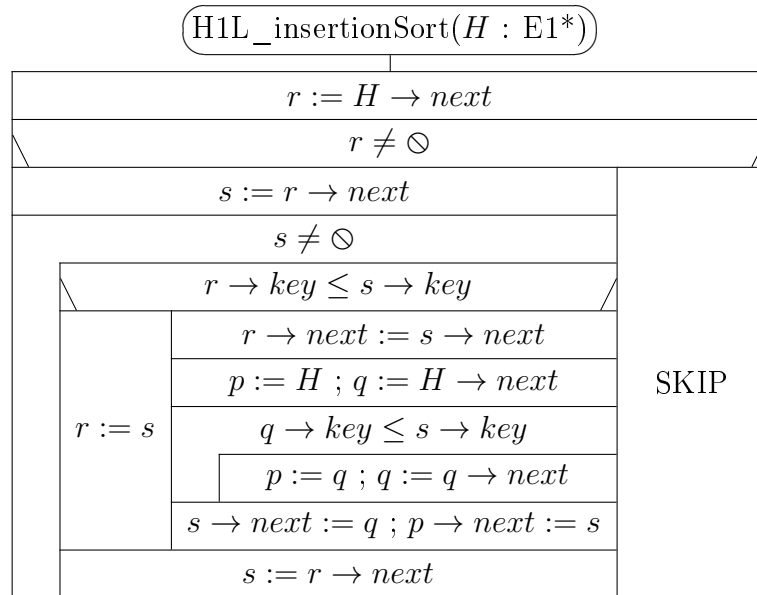 H1L_insertionSort(H : E1*)
r := H → next
r ≠ ⦸
s := r → next
s ≠ ⦸
r → key ≤ s → key
r → next := s → next
p := H ; q := H → next
SKIP
r := s
q → key ≤ s → key
p := q ; q := q → next
s → next := q ; p → next := s
s := r → next